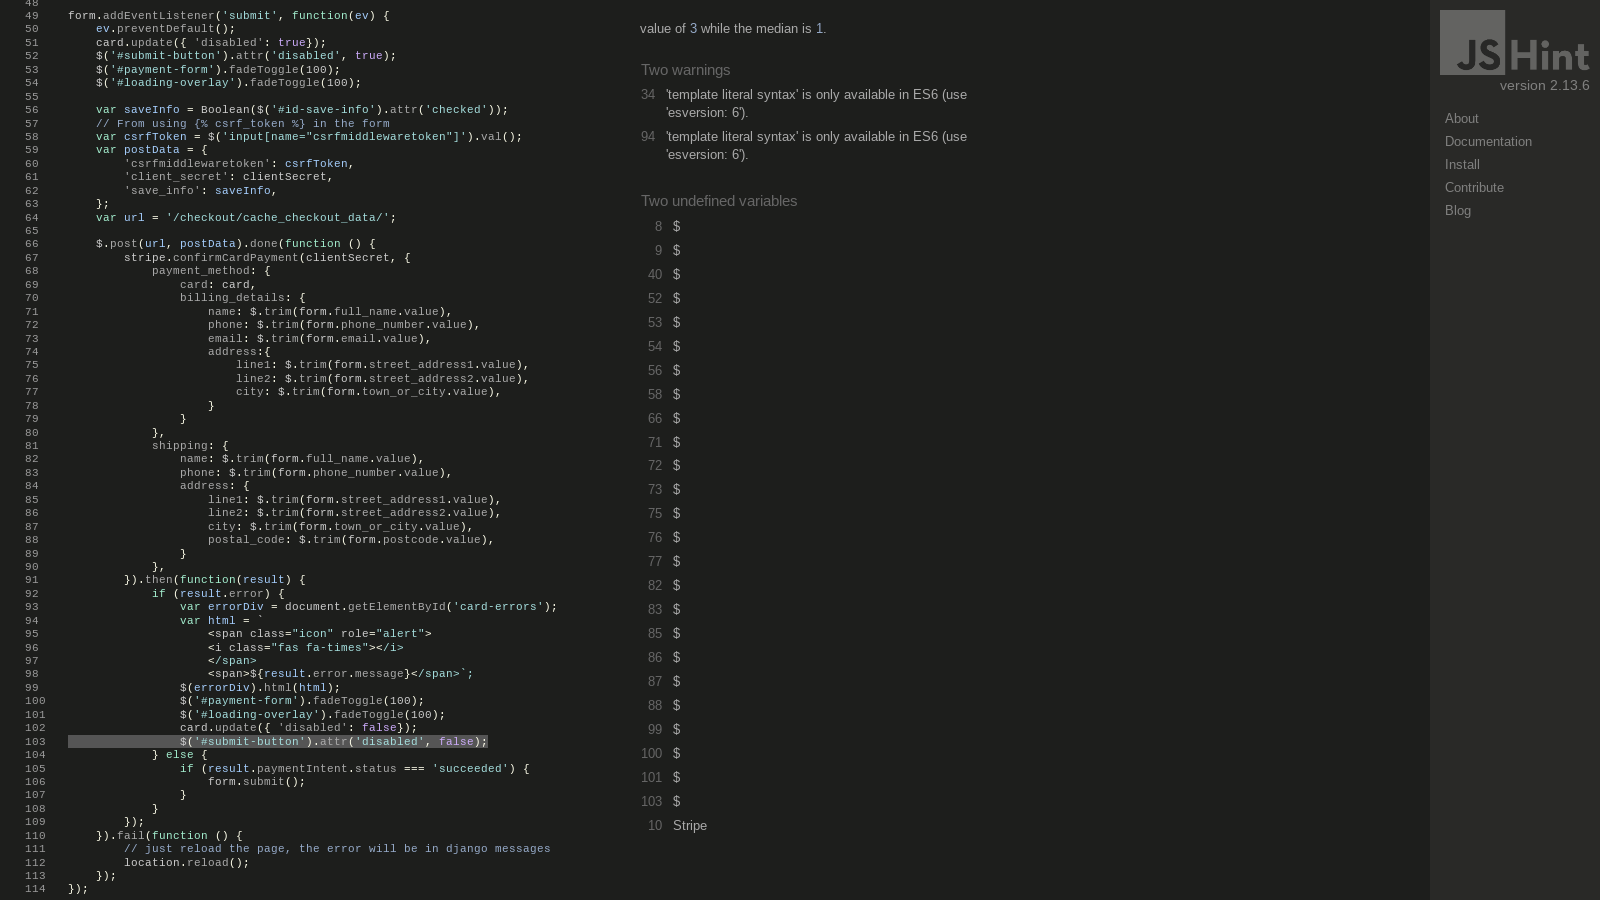 48
49 form.addEventListener('submit', function(ev) {
50 ev.preventDefault();
51 card.update({ 'disabled': true});
52 $('#submit-button').attr('disabled', true);
53 $('#payment-form').fadeToggle(100);
54 $('#loading-overlay').fadeToggle(100);
55
56 var saveInfo = Boolean($('#id-save-info').attr('checked'));
57 // From using {% csrf_token %} in the form
58 var csrfToken = $('input[name="csrfmiddlewaretoken"]').val();
59 var postData = {
60 'csrfmiddlewaretoken': csrfToken,
61 'client_secret': clientSecret,
62 'save_info': saveInfo,
63 };
64 var url = '/checkout/cache_checkout_data/';
65
66 $.post(url, postData).done(function () {
67 stripe.confirmCardPayment(clientSecret, {
68 payment_method: {
69 card: card,
70 billing_details: {
71 name: $.trim(form.full_name.value),
72 phone: $.trim(form.phone_number.value),
73 email: $.trim(form.email.value),
74 address:{
75 line1: $.trim(form.street_address1.value),
76 line2: $.trim(form.street_address2.value),
77 city: $.trim(form.town_or_city.value),
78 }
79 }
80 },
81 shipping: {
82 name: $.trim(form.full_name.value),
83 phone: $.trim(form.phone_number.value),
84 address: {
85 line1: $.trim(form.street_address1.value),
86 line2: $.trim(form.street_address2.value),
87 city: $.trim(form.town_or_city.value),
88 postal_code: $.trim(form.postcode.value),
89 }
90 },
91 }).then(function(result) {
92 if (result.error) {
93 var errorDiv = document.getElementById('card-errors');
94 var html = `
95 <span class="icon" role="alert">
96 <i class="fas fa-times"></i>
97 </span>
98 <span>${result.error.message}</span>`;
99 $(errorDiv).html(html);
100 $('#payment-form').fadeToggle(100);
101 $('#loading-overlay').fadeToggle(100);
102 card.update({ 'disabled': false});
103 $('#submit-button').attr('disabled', false);
104 } else {
105 if (result.paymentIntent.status === 'succeeded') {
106 form.submit();
107 }
108 }
109 });
110 }).fail(function () {
111 // just reload the page, the error will be in django messages
112 location.reload();
113 });
114 });
value of 3 while the median is 1.
Two warnings
34 'template literal syntax' is only available in ES6 (use
'esversion: 6').
94 'template literal syntax' is only available in ES6 (use
'esversion: 6').
Two undefined variables
8 $
9 $
40 $
52 $
53 $
54 $
56 $
58 $
66 $
71 $
72 $
73 $
75 $
76 $
77 $
82 $
83 $
85 $
86 $
87 $
88 $
99 $
100 $
101 $
103 $
10 Stripe
JSHint
version 2.13.6
About
Documentation
Install
Contribute
Blog